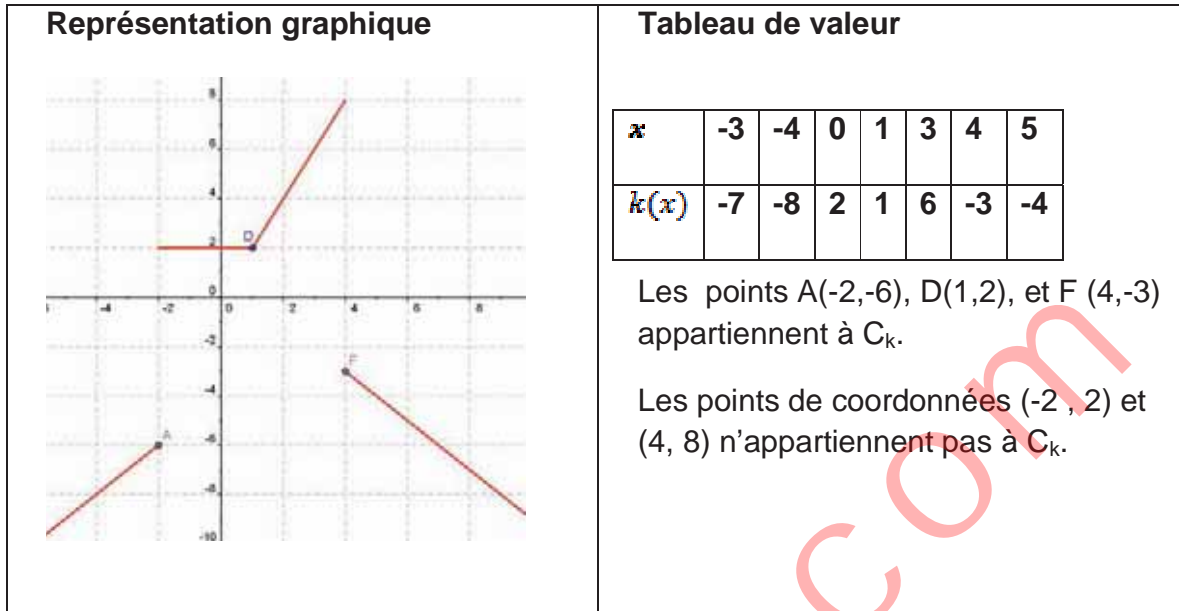 Représentation graphique
8
6
4
D
2
0
-4 -2 0 2 4 6 8
-2
F
-4
A
-6
-8
-10
Tableau de valeur
x -3 -4 0 1 3 4 5
k(x) -7 -8 2 1 6 -3 -4
Les points A(-2,-6), D(1,2), et F (4,-3)
appartiennent à Cₖ.
Les points de coordonnées (-2 , 2) et
(4, 8) n’appartiennent pas à Cₖ.
com